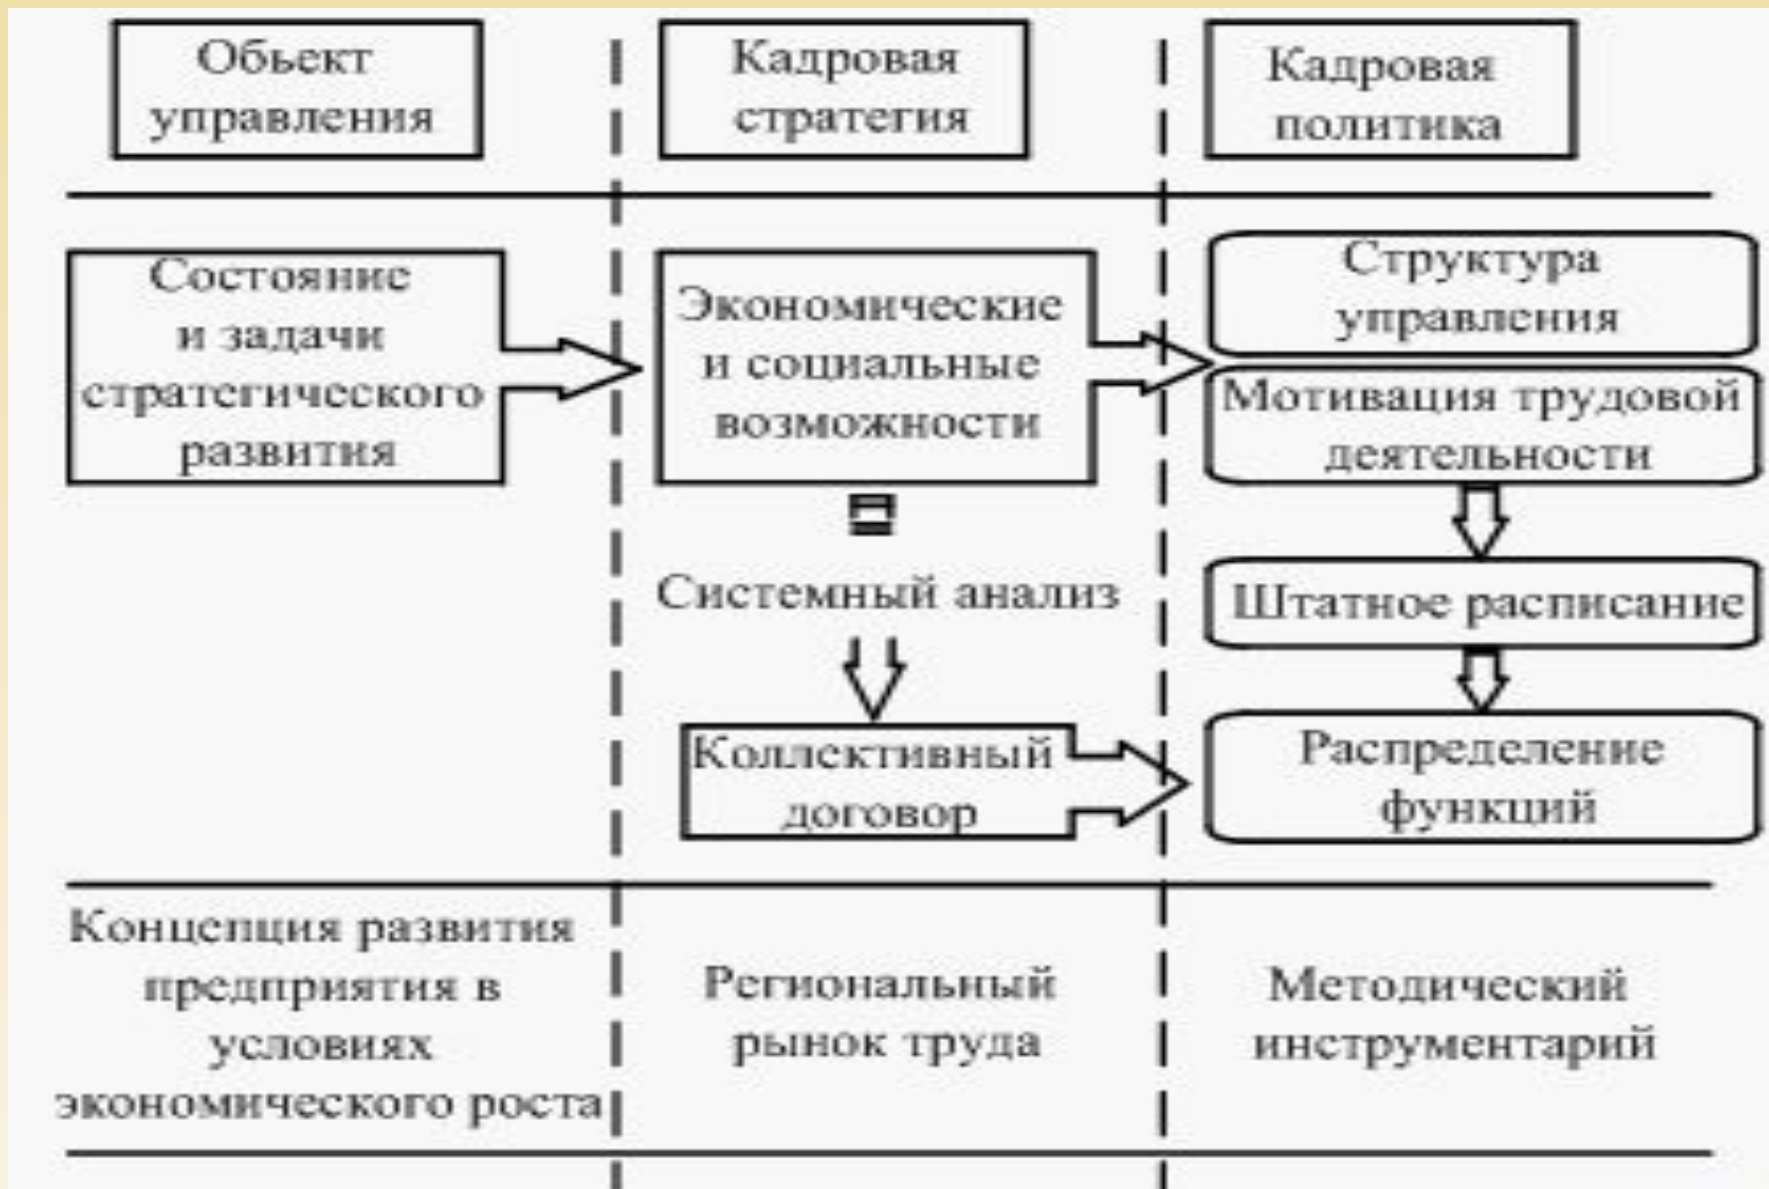 Обьект
управления
Кадровая
стратегия
Кадровая
политика
Состояние
и задачи
стратегического
развития
Экономические
и социальные
возможности
Структура
управления
Мотивация трудовой
деятельности
Системный анализ
Штатное расписание
Коллективный
договор
Распределение
функций
Концепция развития
предприятия в
условиях
экономического роста
Региональный
рынок труда
Методический
инструментарий